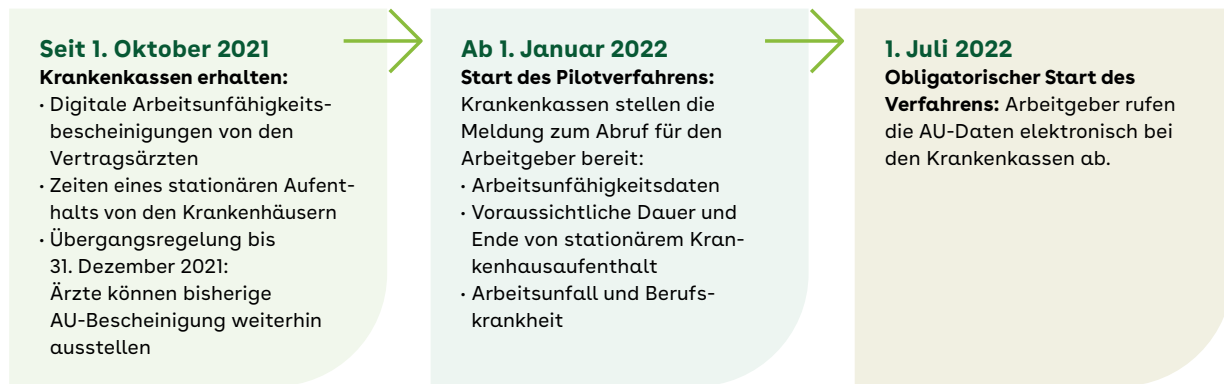 Seit 1. Oktober 2021
Krankenkassen erhalten:
· Digitale Arbeitsunfähigkeits-
bescheinigungen von den
Vertragsärzten
· Zeiten eines stationären Aufent-
halts von den Krankenhäusern
· Übergangsregelung bis
31. Dezember 2021:
Ärzte können bisherige
AU-Bescheinigung weiterhin
ausstellen
Ab 1. Januar 2022
Start des Pilotverfahrens:
Krankenkassen stellen die
Meldung zum Abruf für den
Arbeitgeber bereit:
· Arbeitsunfähigkeitsdaten
· Voraussichtliche Dauer und
Ende von stationärem Kran-
kenhausaufenthalt
· Arbeitsunfall und Berufs-
krankheit
1. Juli 2022
Obligatorischer Start des
Verfahrens: Arbeitgeber rufen
die AU-Daten elektronisch bei
den Krankenkassen ab.